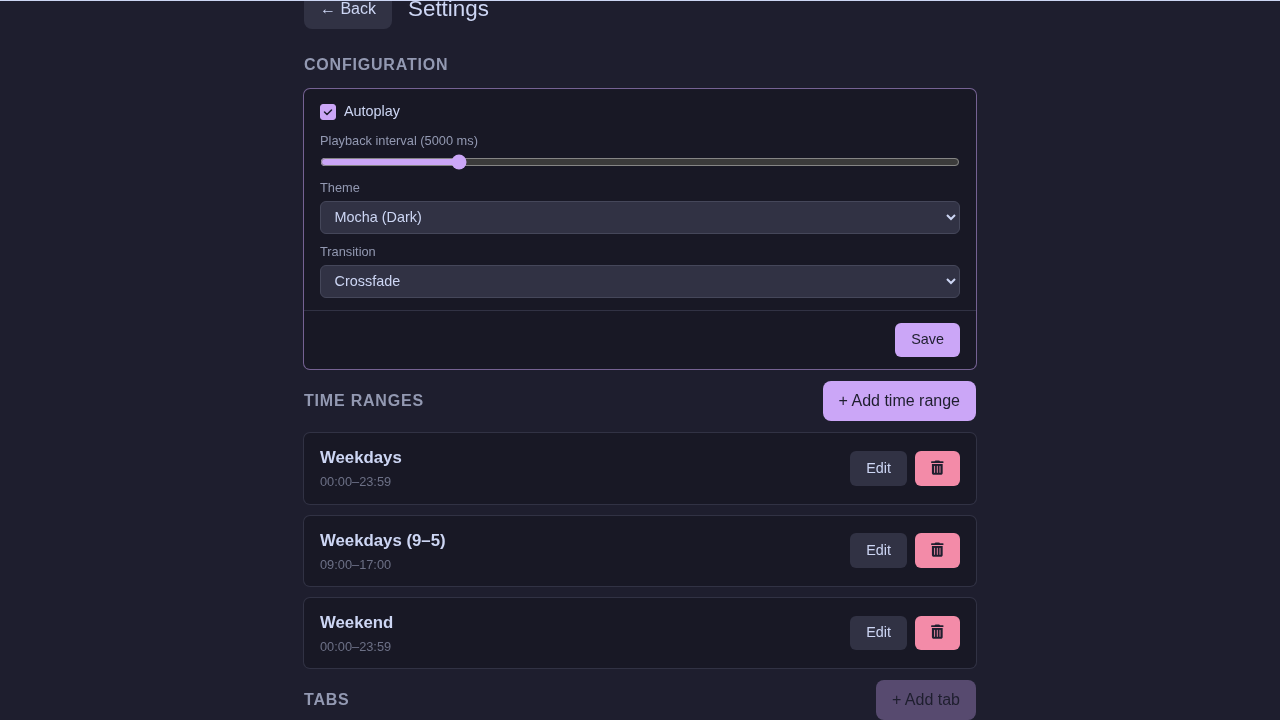 ← Back
Settings
CONFIGURATION
Autoplay
Playback interval (5000 ms)
Theme
Mocha (Dark)
Transition
Crossfade
Save
TIME RANGES
+ Add time range
Weekdays
00:00–23:59
Edit
Weekdays (9–5)
09:00–17:00
Edit
Weekend
00:00–23:59
Edit
TABS
+ Add tab